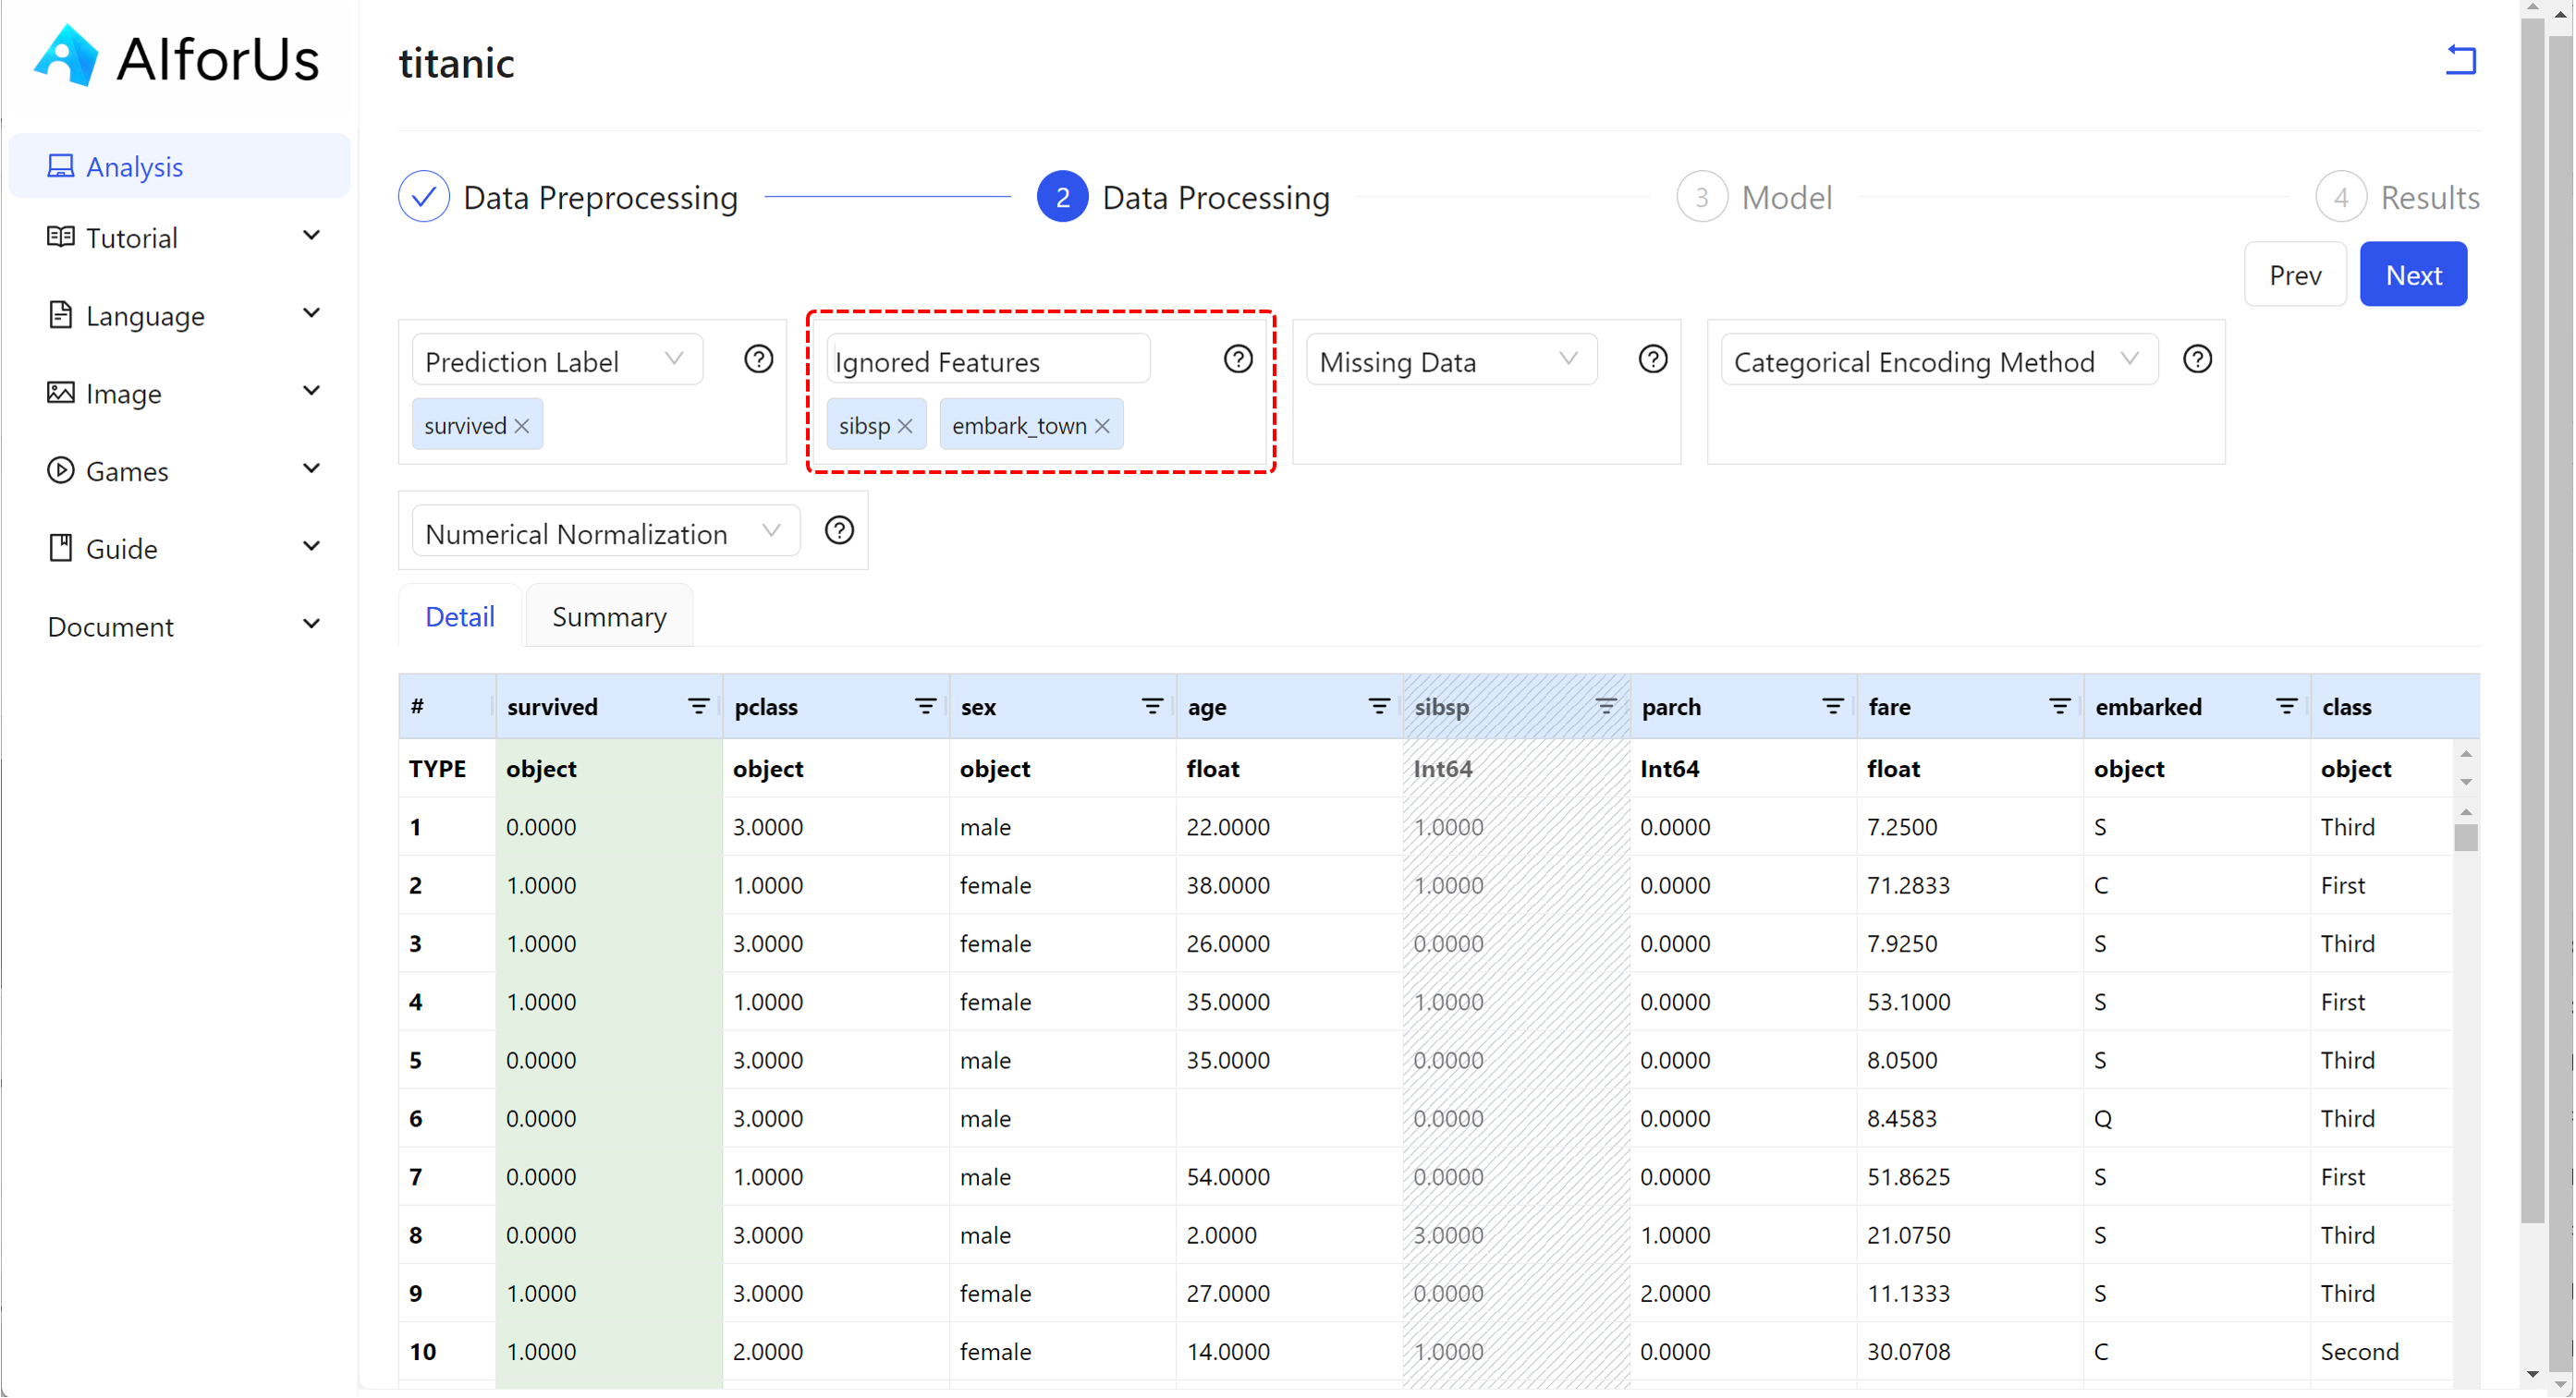 AIforUs
titanic
Analysis
Tutorial
Language
Image
Games
Guide
Document
Data Preprocessing 2 Data Processing 3 Model 4 Results
Prev Next
Prediction Label ? Ignored Features ? Missing Data ? Categorical Encoding Method ?
survived sibsp embark_town
Numerical Normalization ?
Detail Summary
# survived pclass sex age sibsp parch fare embarked class
TYPE object object object float Int64 Int64 float object object
1 0.0000 3.0000 male 22.0000 1.0000 0.0000 7.2500 S Third
2 1.0000 1.0000 female 38.0000 1.0000 0.0000 71.2833 C First
3 1.0000 3.0000 female 26.0000 0.0000 0.0000 7.9250 S Third
4 1.0000 1.0000 female 35.0000 1.0000 0.0000 53.1000 S First
5 0.0000 3.0000 male 35.0000 0.0000 0.0000 8.0500 S Third
6 0.0000 3.0000 male 0.0000 0.0000 8.4583 Q Third
7 0.0000 1.0000 male 54.0000 0.0000 0.0000 51.8625 S First
8 0.0000 3.0000 male 2.0000 3.0000 1.0000 21.0750 S Third
9 1.0000 3.0000 female 27.0000 0.0000 2.0000 11.1333 S Third
10 1.0000 2.0000 female 14.0000 1.0000 0.0000 30.0708 C Second